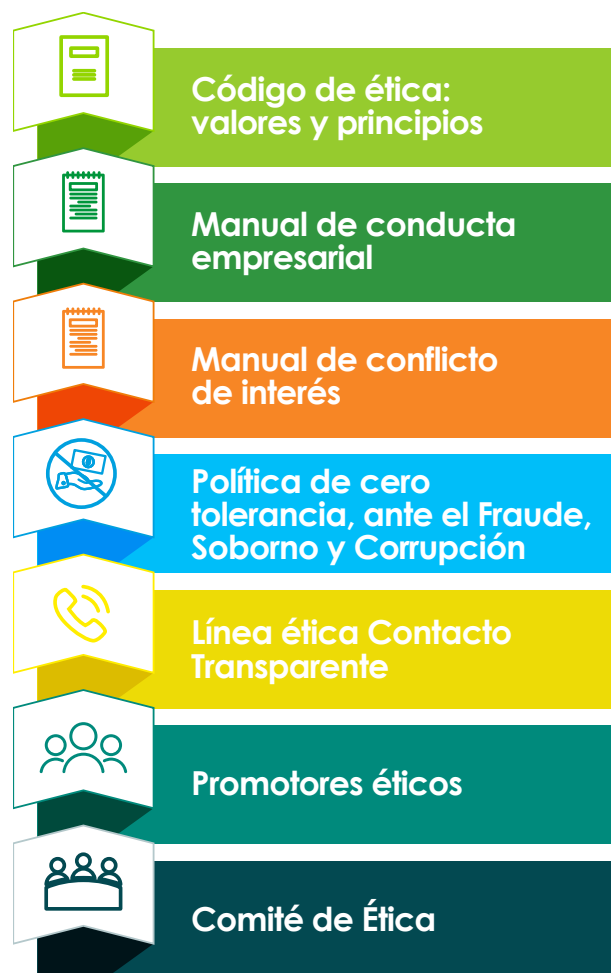 Código de ética:
valores y principios
Manual de conducta
empresarial
Manual de conflicto
de interés
Política de cero
tolerancia, ante el Fraude,
Soborno y Corrupción
Línea ética Contacto
Transparente
Promotores éticos
Comité de Ética